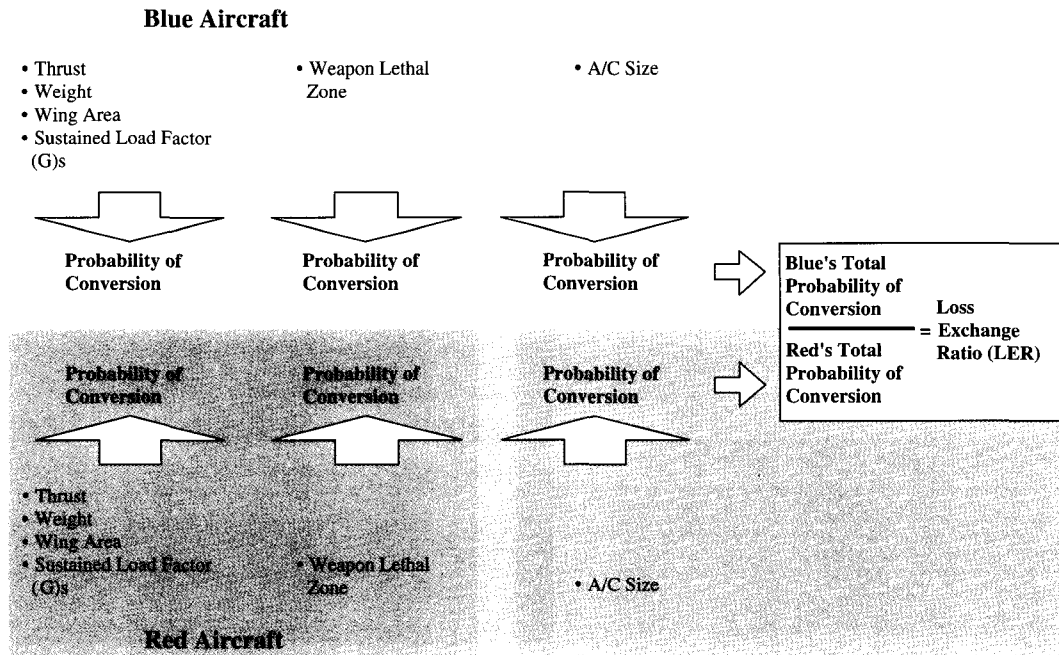 Blue Aircraft
• Thrust
• Weight
• Wing Area
• Sustained Load Factor
(G)s
• Weapon Lethal
Zone
• A/C Size
Probability of
Conversion
Probability of
Conversion
Probability of
Conversion
Blue's Total
Probability of
Conversion
Red's Total
Probability of
Conversion
= Loss
Exchange
Ratio (LER)
Probability of
Conversion
Probability of
Conversion
Probability of
Conversion
• Thrust
• Weight
• Wing Area
• Sustained Load Factor
(G)s
• Weapon Lethal
Zone
• A/C Size
Red Aircraft